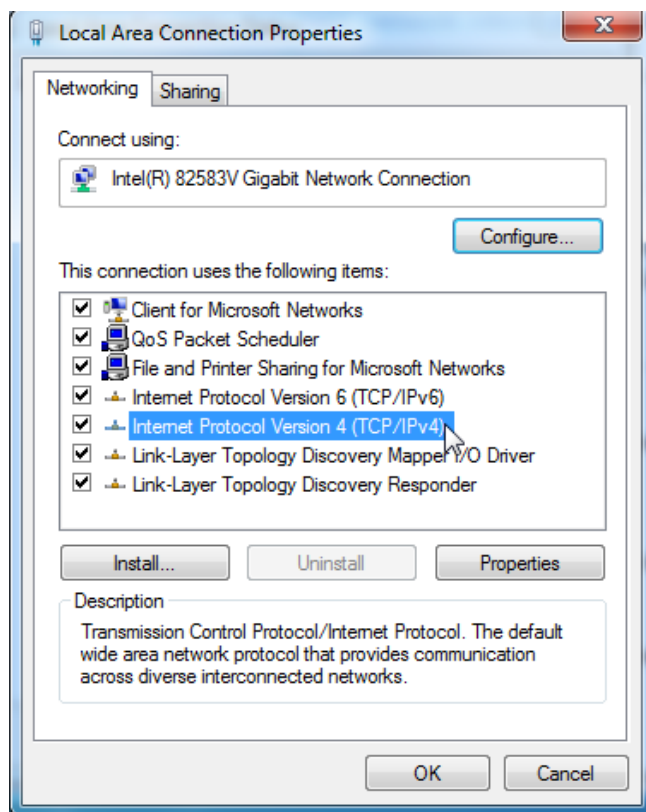 Local Area Connection Properties
Networking Sharing
Connect using:
Intel(R) 82583V Gigabit Network Connection
Configure...
This connection uses the following items:
Client for Microsoft Networks
QoS Packet Scheduler
File and Printer Sharing for Microsoft Networks
Internet Protocol Version 6 (TCP/IPv6)
Internet Protocol Version 4 (TCP/IPv4)
Link-Layer Topology Discovery Mapper I/O Driver
Link-Layer Topology Discovery Responder
Install... Uninstall Properties
Description
Transmission Control Protocol/Internet Protocol. The default
wide area network protocol that provides communication
across diverse interconnected networks.
OK Cancel